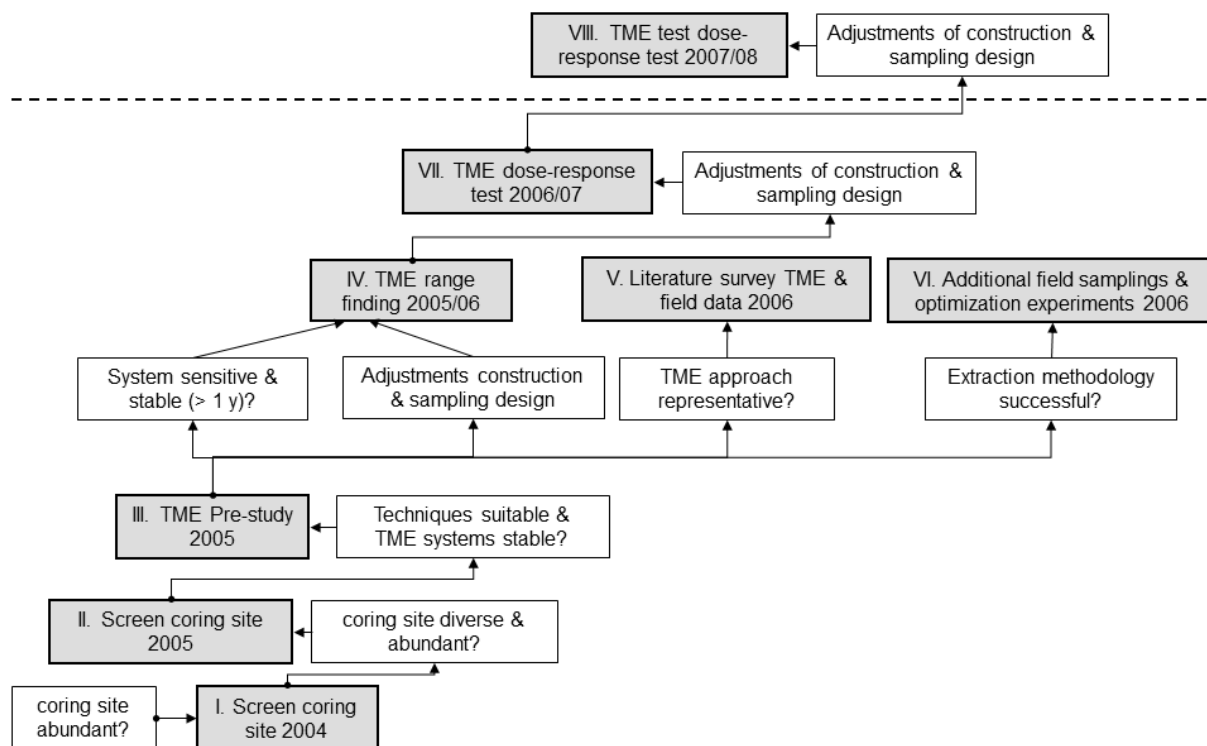 VIII. TME test dose-
response test 2007/08
Adjustments of construction &
sampling design
VII. TME dose-response
test 2006/07
Adjustments of construction &
sampling design
IV. TME range
finding 2005/06
V. Literature survey TME &
field data 2006
VI. Additional field samplings &
optimization experiments 2006
System sensitive &
stable (> 1 y)?
Adjustments construction
& sampling design
TME approach
representative?
Extraction methodology
successful?
III. TME Pre-study
2005
Techniques suitable &
TME systems stable?
II. Screen coring site
2005
coring site diverse &
abundant?
coring site
abundant?
I. Screen coring
site 2004